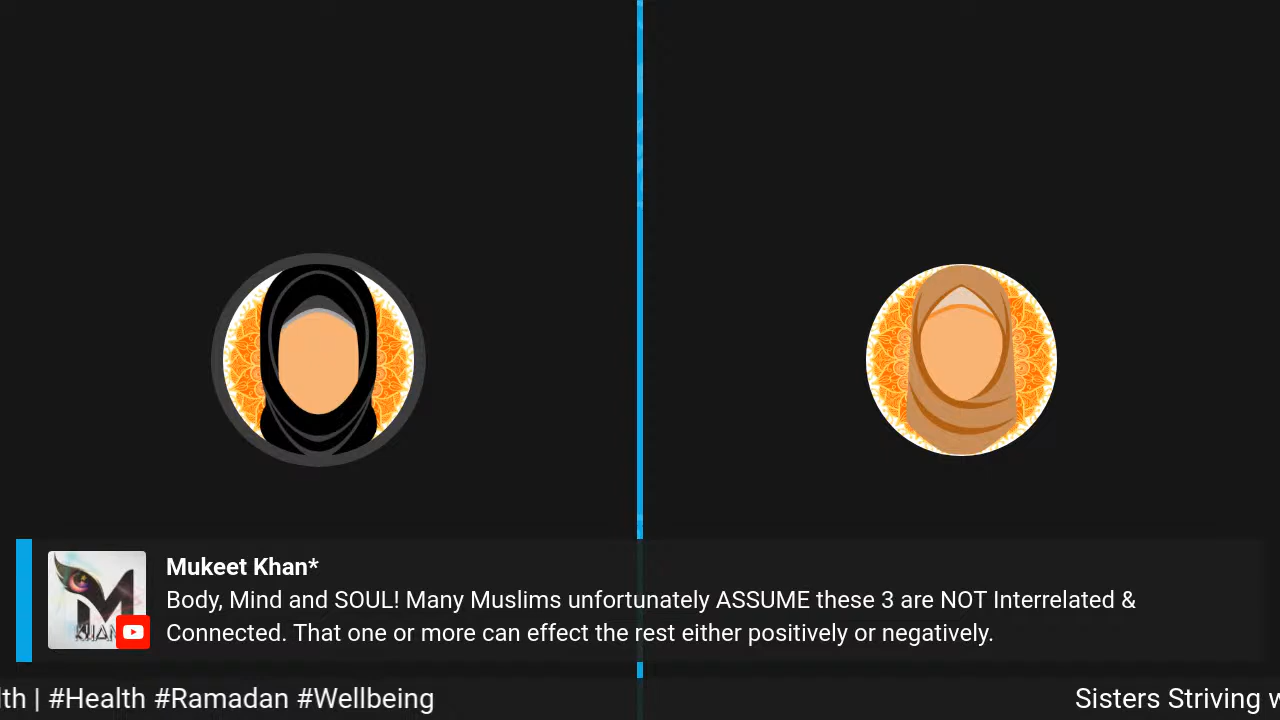 Mukeet Khan*
Body, Mind and SOUL! Many Muslims unfortunately ASSUME these 3 are NOT Interrelated &
Connected. That one or more can effect the rest either positively or negatively.
lth | #Health #Ramadan #Wellbeing
Sisters Striving w